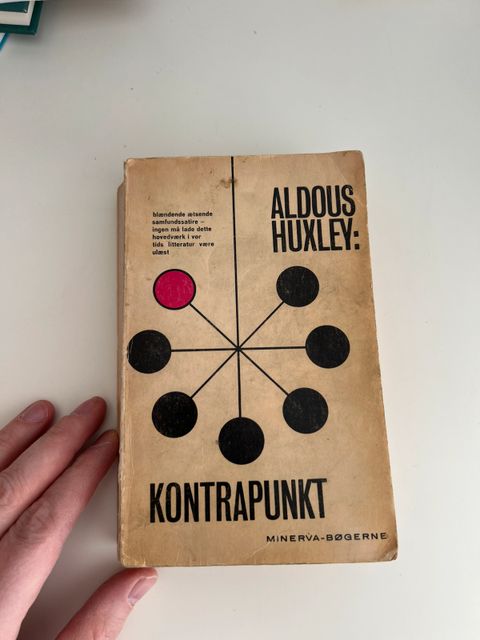 blændende ætsende
samfundssatire –
ingen må lade dette
hovedværk i vor
tids litteratur være
ulæst
ALDOUS
HUXLEY:
KONTRAPUNKT
MINERVA-BØGERNE